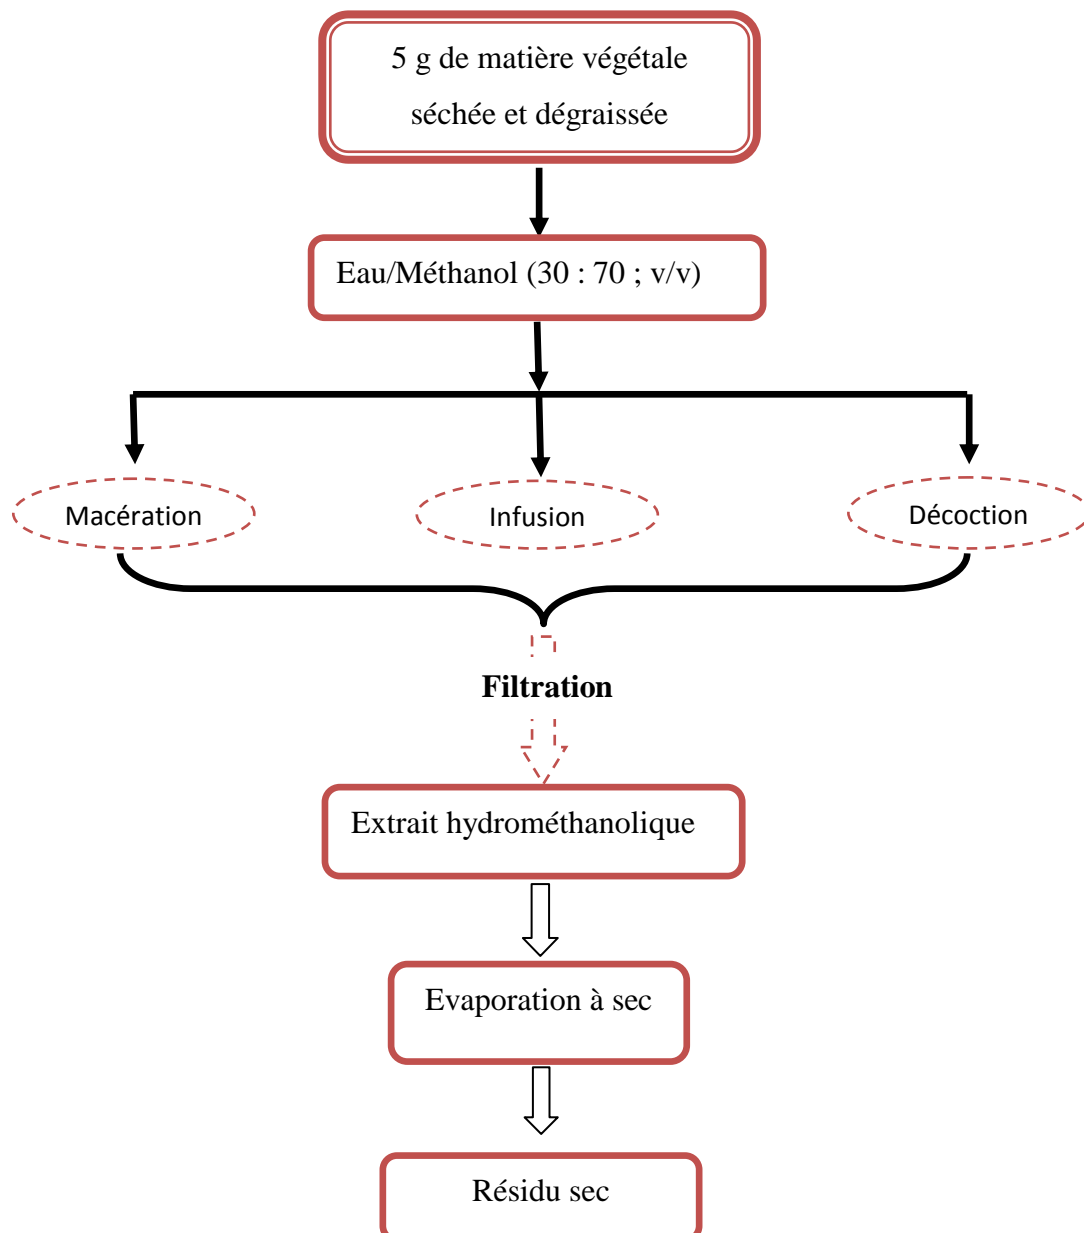 5 g de matière végétale
séchée et dégraissée
Eau/Méthanol (30 : 70 ; v/v)
Macération
Infusion
Décoction
Filtration
Extrait hydrométhanolique
Evaporation à sec
Résidu sec